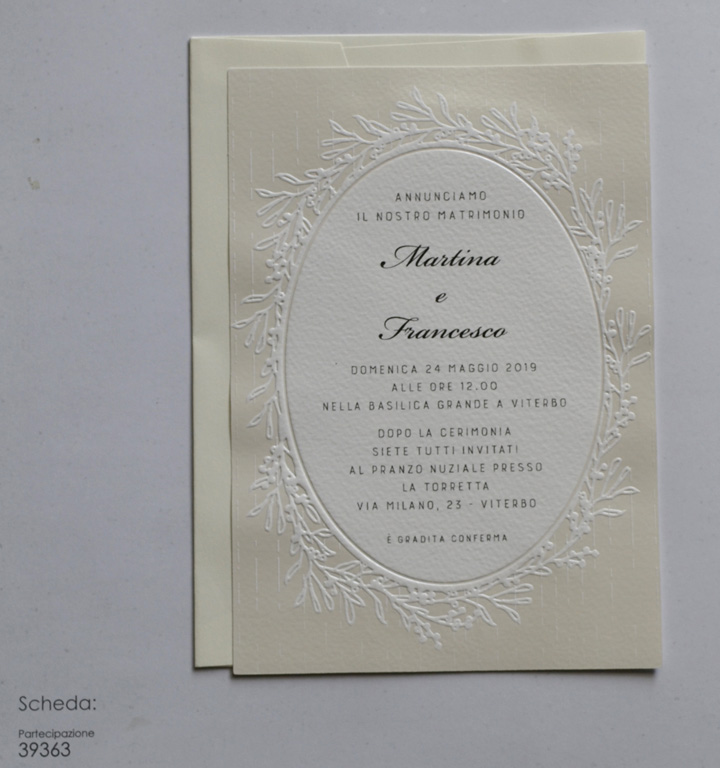 ANNUNCIAMO
IL NOSTRO MATRIMONIO
Martina
e
Francesco
DOMENICA 24 MAGGIO 2019
ALLE ORE 12.00
NELLA BASILICA GRANDE A VITERBO
DOPO LA CERIMONIA
SIETE TUTTI INVITATI
AL PRANZO NUZIALE PRESSO
LA TORRETTA
VIA MILANO, 23 - VITERBO
È GRADITA CONFERMA
Scheda:
Partecipazione
39363